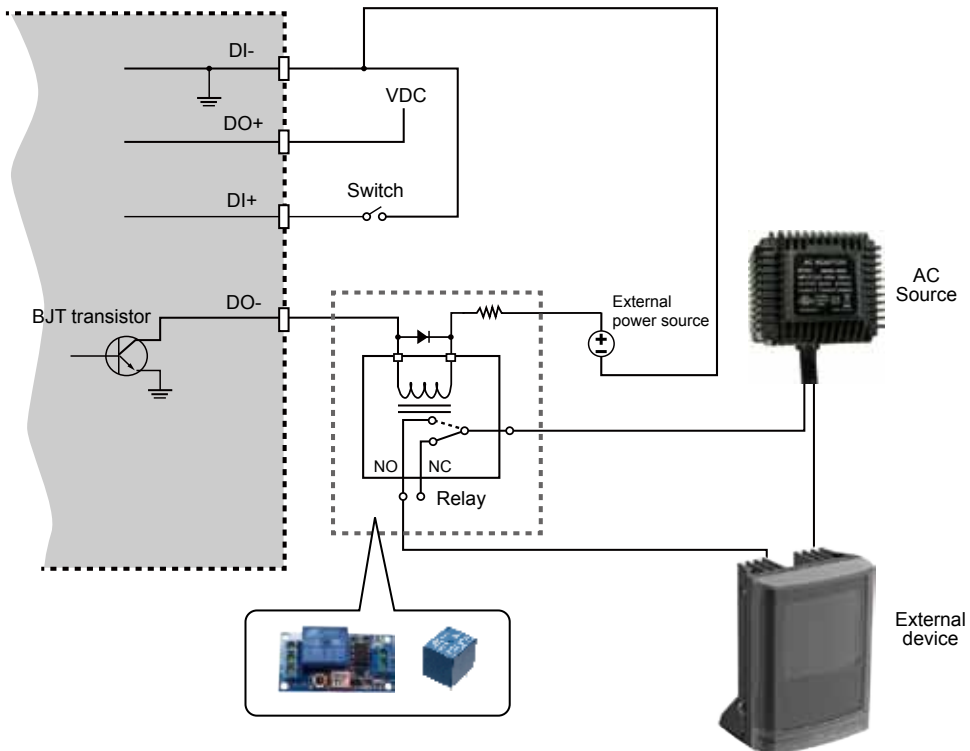 DI-
VDC
DO+
DI+
Switch
BJT transistor
DO-
External
power source
AC
Source
NO
NC
Relay
External
device